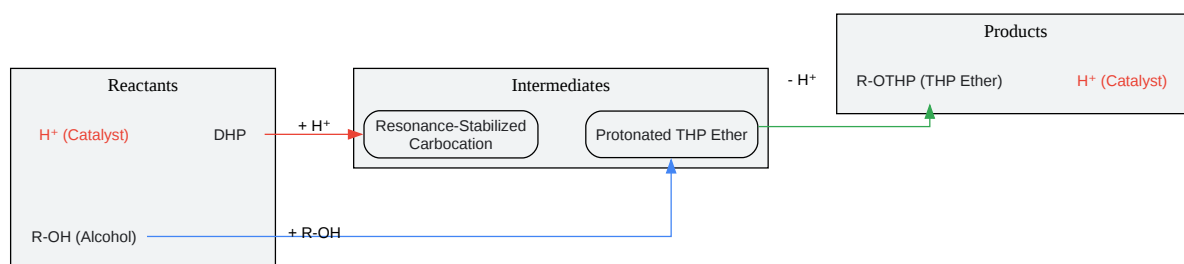 Reactants
H⁺ (Catalyst)
DHP
R-OH (Alcohol)
+ H⁺
+ R-OH
Intermediates
Resonance-Stabilized
Carbocation
Protonated THP Ether
- H⁺
Products
R-OTHP (THP Ether)
H⁺ (Catalyst)